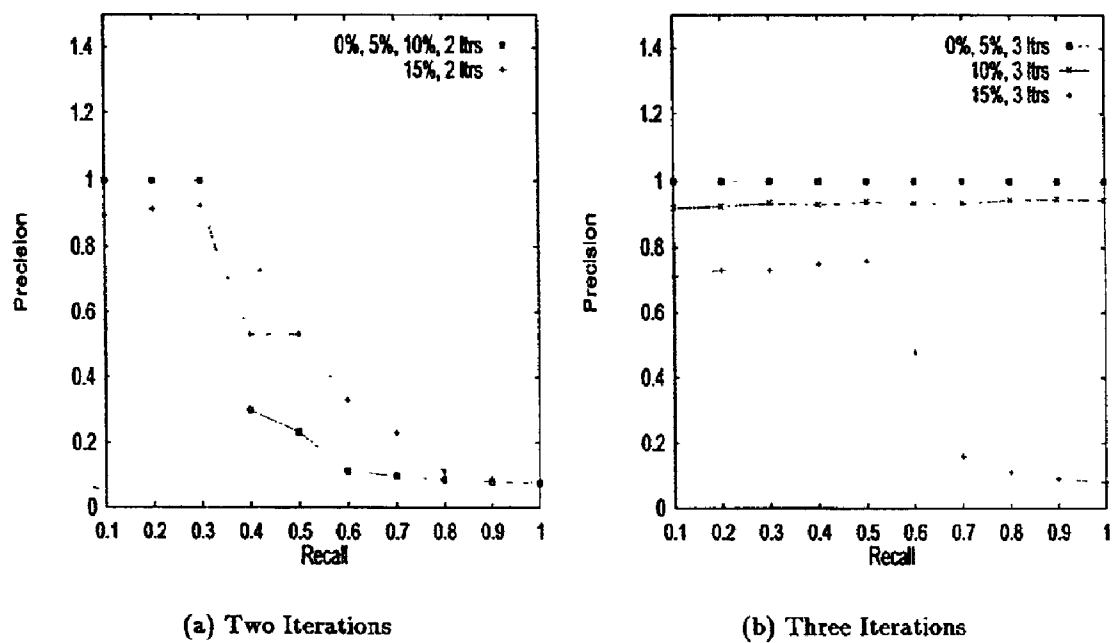 0%, 5%, 10%, 2 Itrs
15%, 2 Itrs
1.4
1.2
1
0.8
0.6
0.4
0.2
0
Precision
0.1 0.2 0.3 0.4 0.5 0.6 0.7 0.8 0.9 1
Recall
(a) Two Iterations
0%, 5%, 3 Itrs
10%, 3 Itrs
15%, 3 Itrs
1.4
1.2
1
0.8
0.6
0.4
0.2
0
Precision
0.1 0.2 0.3 0.4 0.5 0.6 0.7 0.8 0.9 1
Recall
(b) Three Iterations